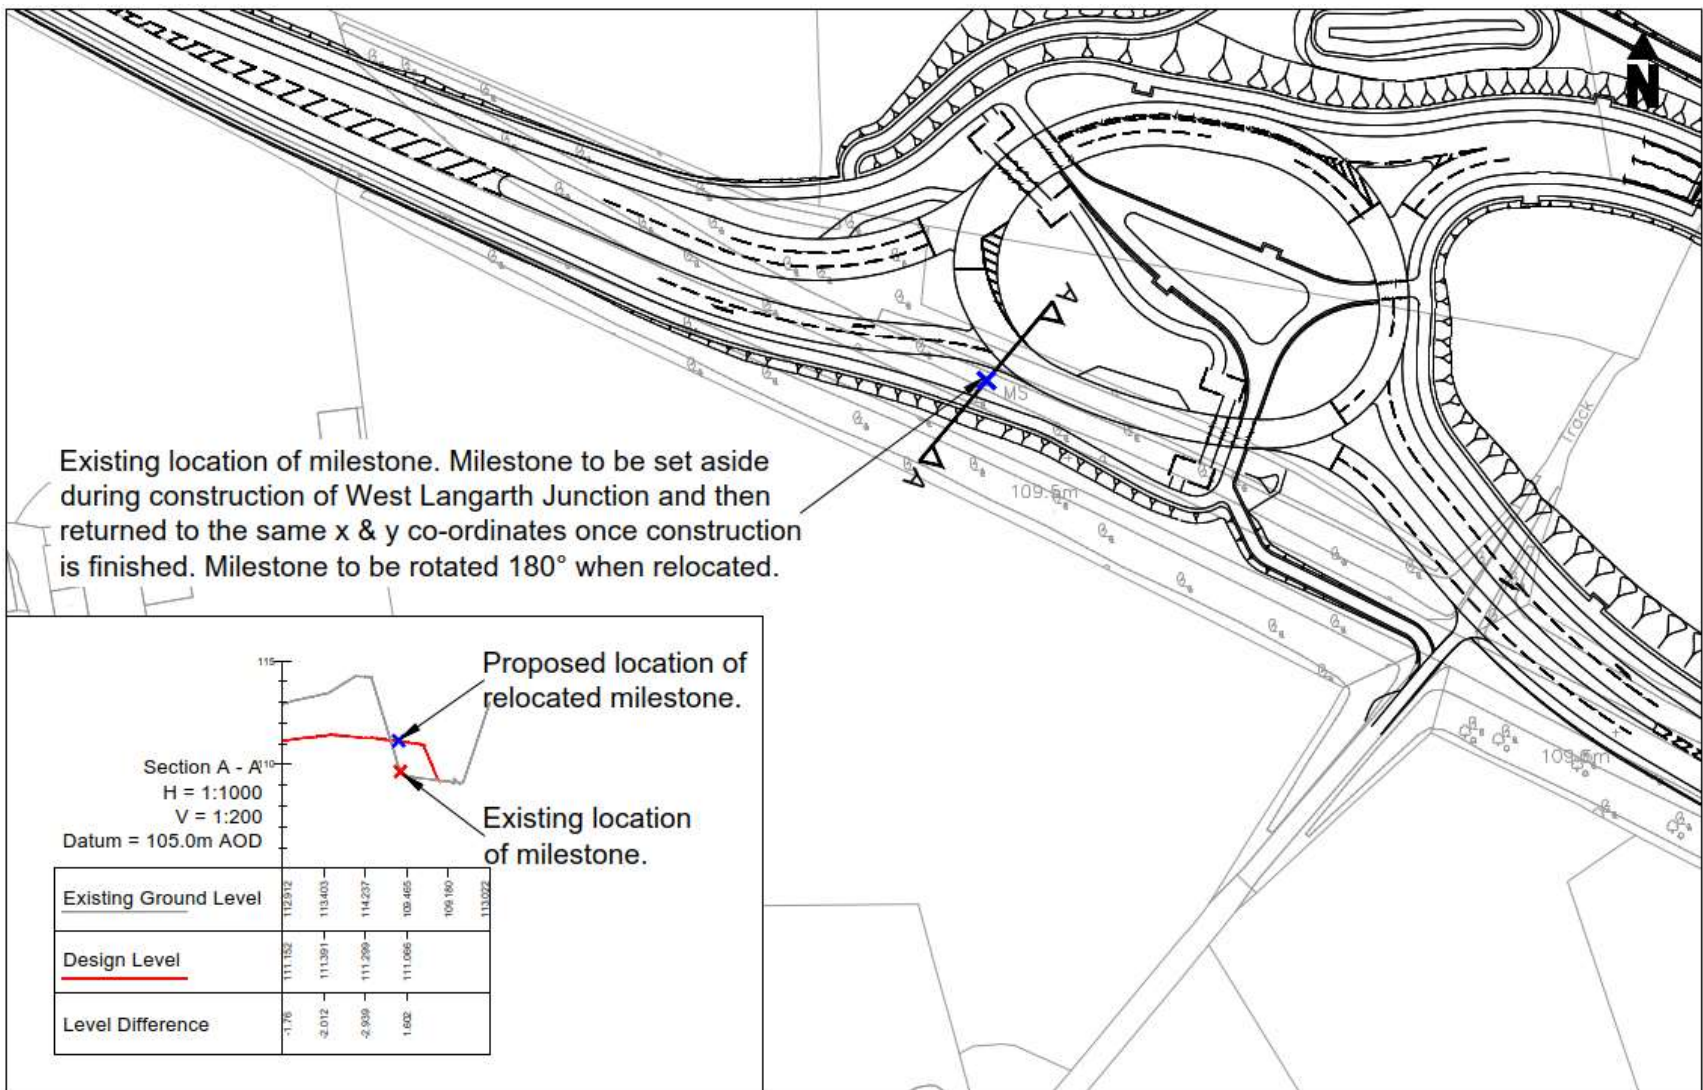 N
A
A
MS
Track
109.5m
109.5m
Existing location of milestone. Milestone to be set aside
during construction of West Langarth Junction and then
returned to the same x & y co-ordinates once construction
is finished. Milestone to be rotated 180° when relocated.
115
110
Proposed location of
relocated milestone.
Existing location
of milestone.
Section A - A
H = 1:1000
V = 1:200
Datum = 105.0m AOD
Existing Ground Level 112.912 113.403 114.237 109.465 109.180 113.022
Design Level 111.152 111.391 111.299 111.066
Level Difference -1.76 -2.012 -2.939 1.602